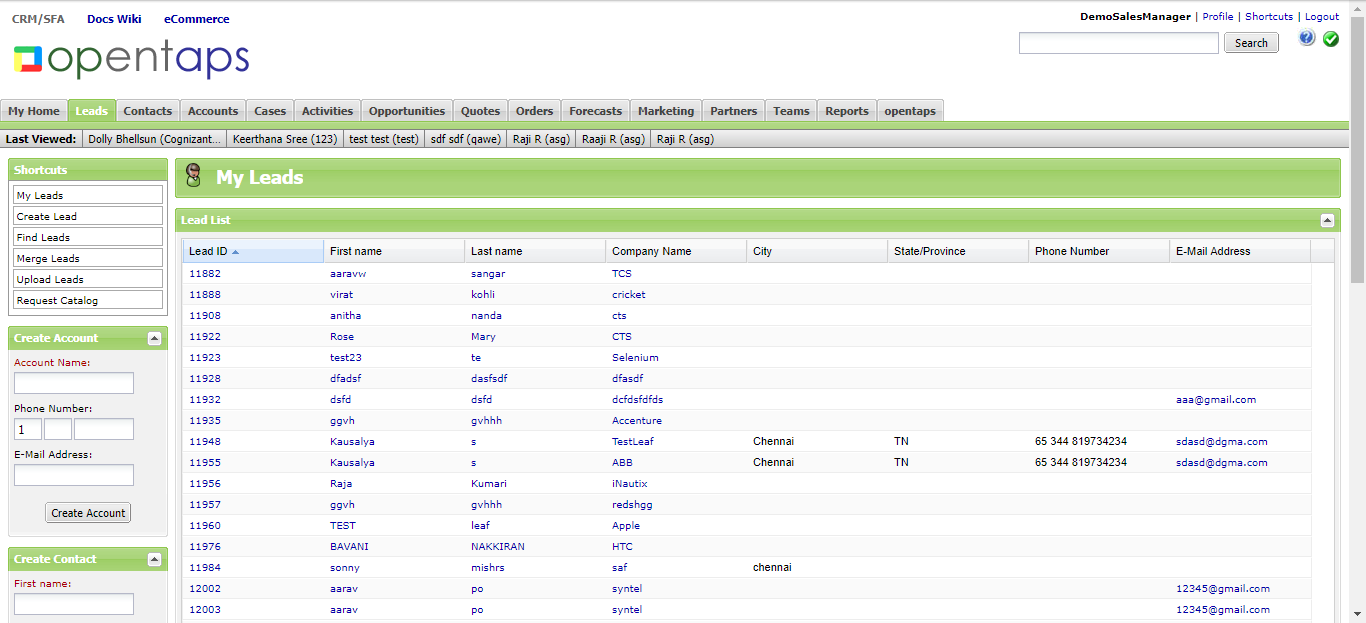 CRM/SFA Docs Wiki eCommerce
DemoSalesManager | Profile | Shortcuts | Logout
opentaps
Search
My Home Leads Contacts Accounts Cases Activities Opportunities Quotes Orders Forecasts Marketing Partners Teams Reports opentaps
Last Viewed: Dolly Bhellsun (Cognizant... Keerthana Sree (123) test test (test) sdf sdf (qawe) Raji R (asg) Raaji R (asg) Raji R (asg)
Shortcuts
My Leads
Create Lead
Find Leads
Merge Leads
Upload Leads
Request Catalog
Create Account
Account Name:
Phone Number:
1
E-Mail Address:
Create Account
Create Contact
First name:
My Leads
Lead List
Lead ID First name Last name Company Name City State/Province Phone Number E-Mail Address
11882 aaravw sangar TCS
11888 virat kohli cricket
11908 anitha nanda cts
11922 Rose Mary CTS
11923 test23 te Selenium
11928 dfadsf dasfsdf dfasdf
11932 dsfd dsfd dcfdsfdfds aaa@gmail.com
11935 ggvh gvhhh Accenture
11948 Kausalya s TestLeaf Chennai TN 65 344 819734234 sdasd@dgma.com
11955 Kausalya s ABB Chennai TN 65 344 819734234 sdasd@dgma.com
11956 Raja Kumari iNautix
11957 ggvh gvhhh redshgg
11960 TEST leaf Apple
11976 BAVANI NAKKIRAN HTC
11984 sonny mishrs saf chennai
12002 aarav po syntel 12345@gmail.com
12003 aarav po syntel 12345@gmail.com